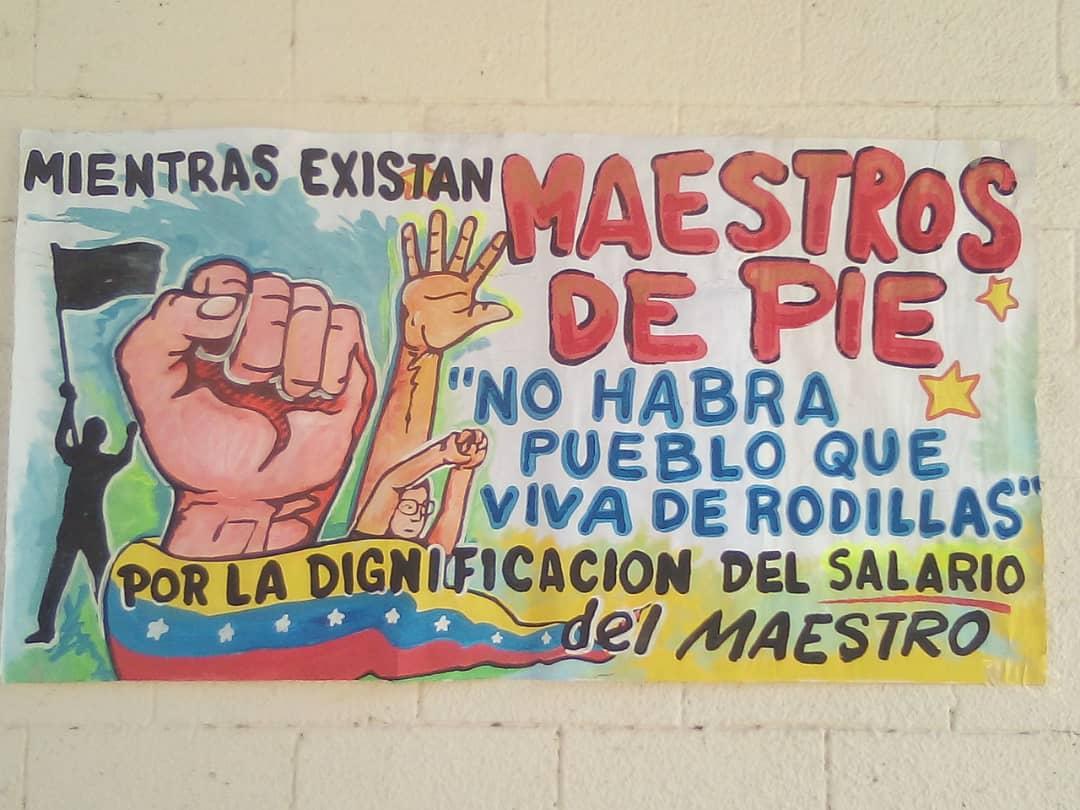 MIENTRAS EXISTAN MAESTROS
DE PIE
"NO HABRA
PUEBLO QUE
VIVA DE RODILLAS"
POR LA DIGNIFICACION DEL SALARIO
del MAESTRO